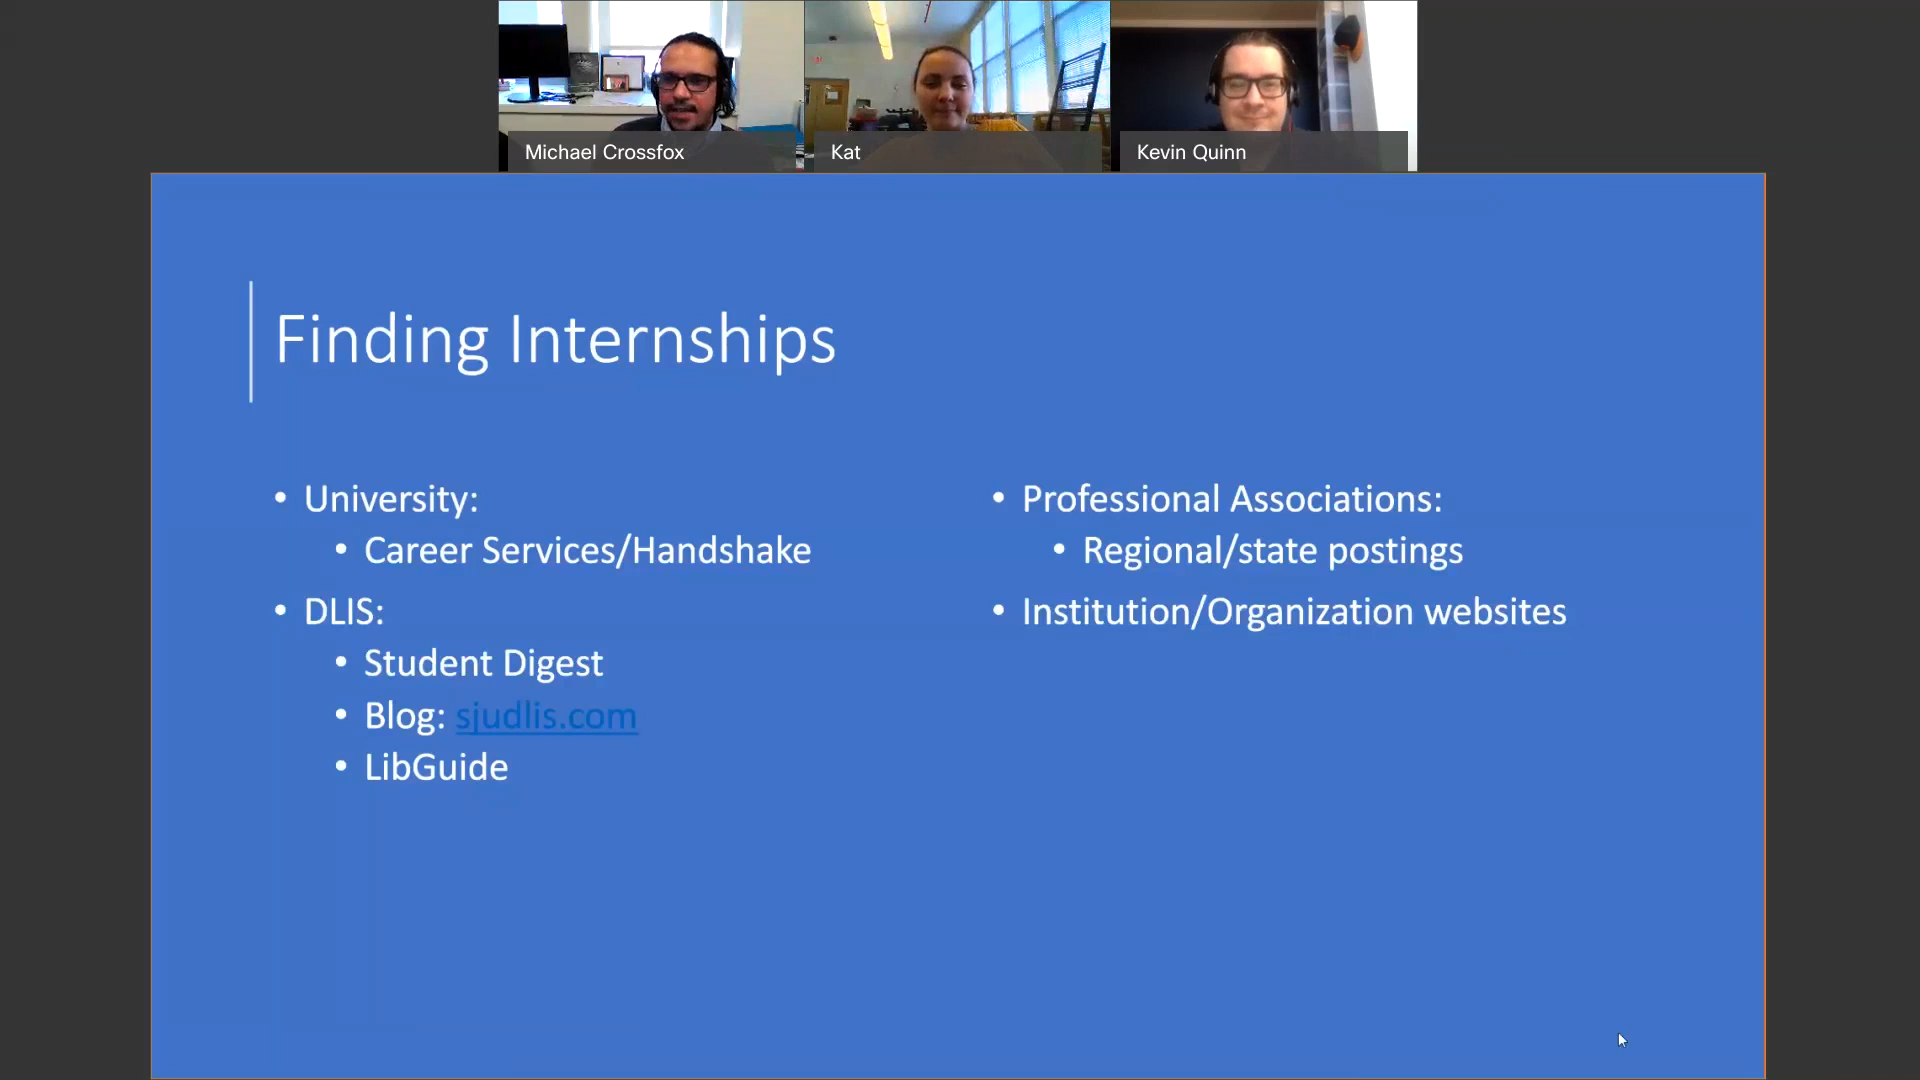 Michael Crossfox
Kat
Kevin Quinn
Finding Internships
• University:
• Career Services/Handshake
• DLIS:
• Student Digest
• Blog: sjudlis.com
• LibGuide
• Professional Associations:
• Regional/state postings
• Institution/Organization websites